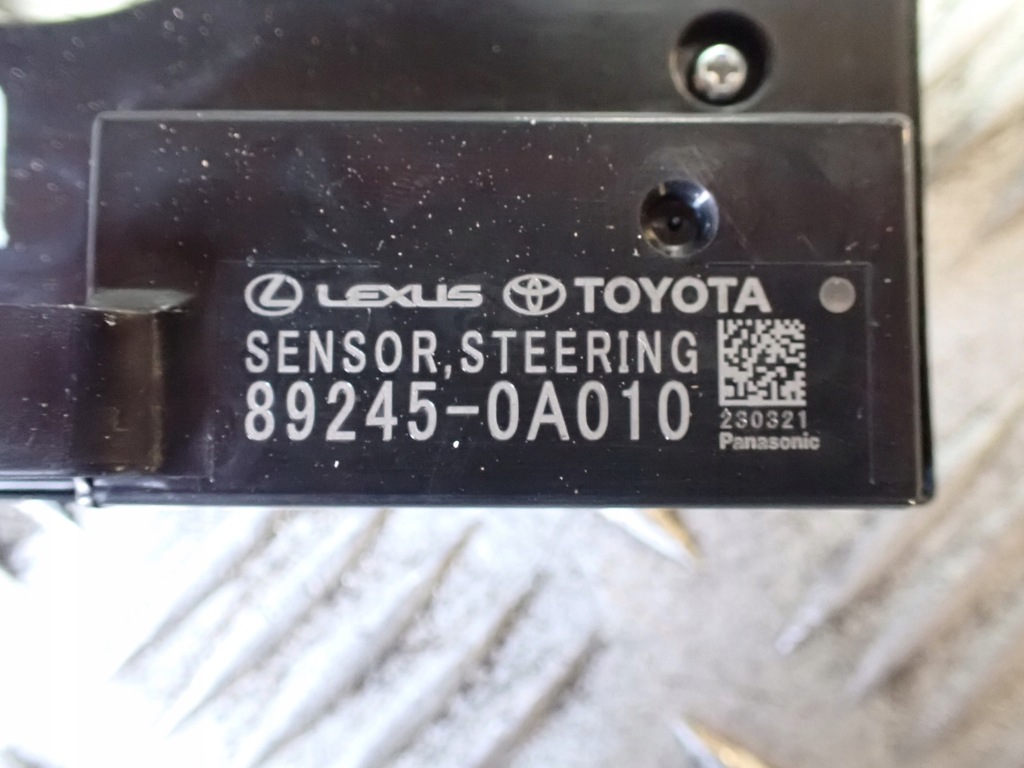 LEXUS TOYOTA
SENSOR,STEERING
89245-0A010
230321
Panasonic